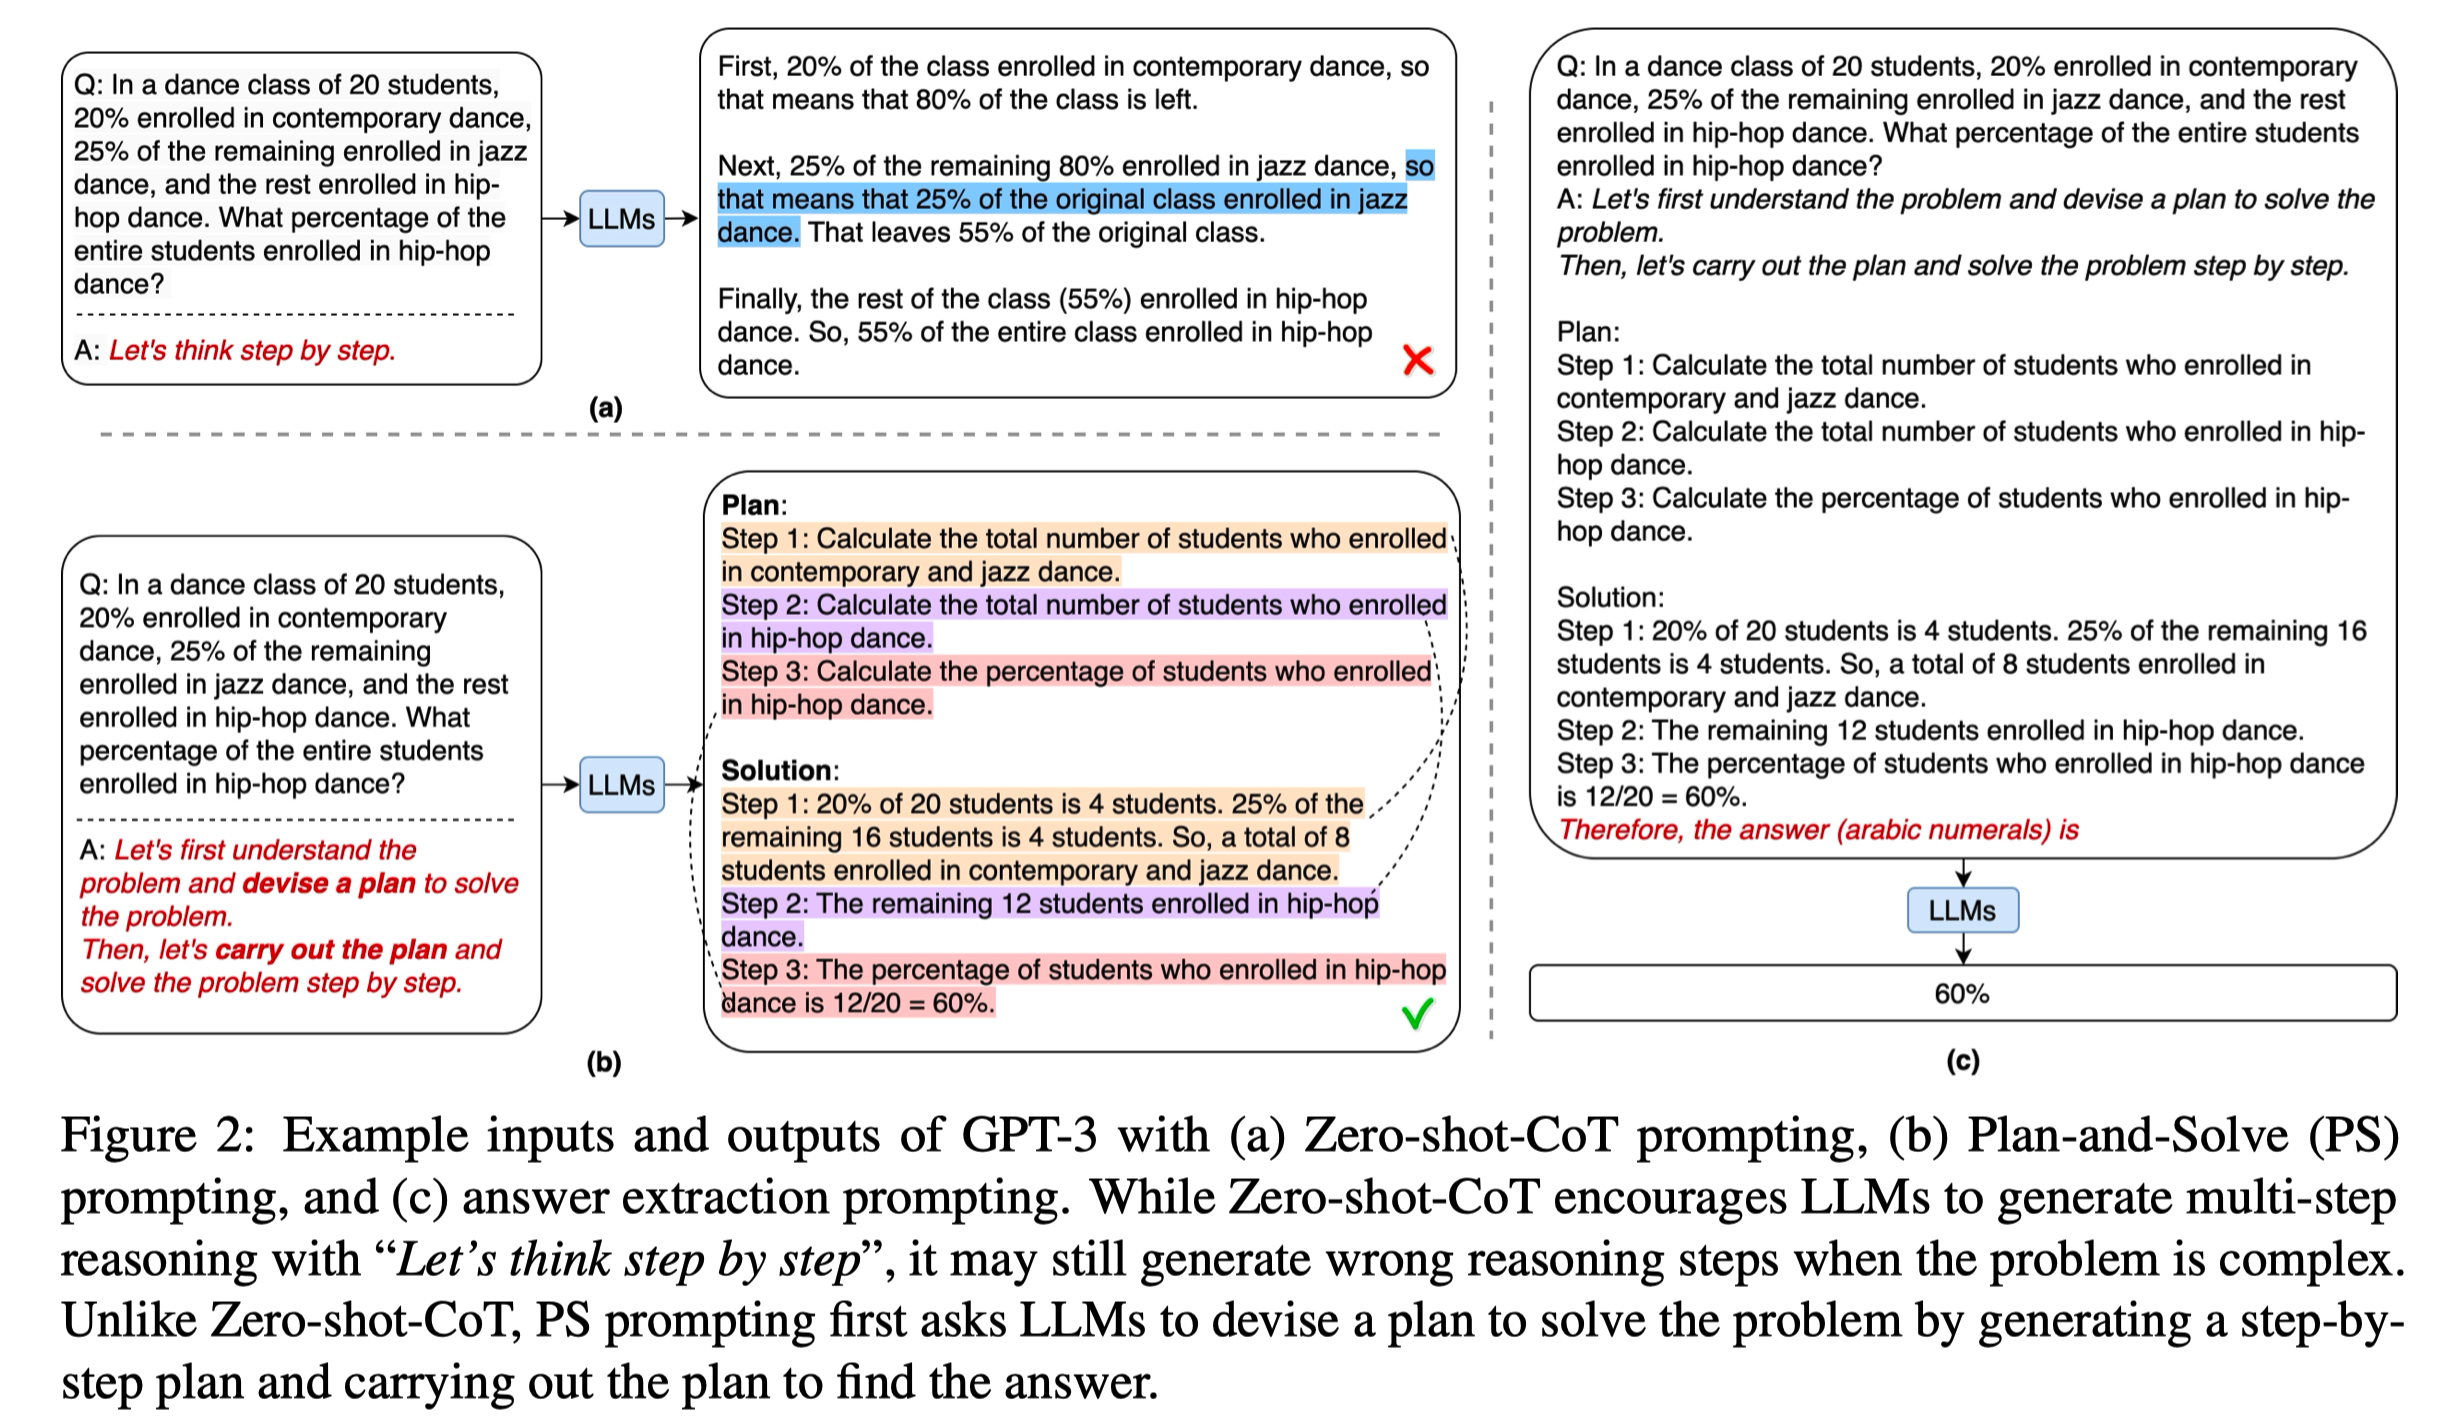 Q: In a dance class of 20 students,
20% enrolled in contemporary dance,
25% of the remaining enrolled in jazz
dance, and the rest enrolled in hip-
hop dance. What percentage of the
entire students enrolled in hip-hop
dance?
A: Let's think step by step.
LLMs
First, 20% of the class enrolled in contemporary dance, so
that means that 80% of the class is left.
Next, 25% of the remaining 80% enrolled in jazz dance, so
that means that 25% of the original class enrolled in jazz
dance. That leaves 55% of the original class.
Finally, the rest of the class (55%) enrolled in hip-hop
dance. So, 55% of the entire class enrolled in hip-hop
dance.
(a)
Q: In a dance class of 20 students,
20% enrolled in contemporary
dance, 25% of the remaining
enrolled in jazz dance, and the rest
enrolled in hip-hop dance. What
percentage of the entire students
enrolled in hip-hop dance?
A: Let's first understand the
problem and devise a plan to solve
the problem.
Then, let's carry out the plan and
solve the problem step by step.
LLMs
Plan:
Step 1: Calculate the total number of students who enrolled
in contemporary and jazz dance.
Step 2: Calculate the total number of students who enrolled
in hip-hop dance.
Step 3: Calculate the percentage of students who enrolled
in hip-hop dance.
Solution:
Step 1: 20% of 20 students is 4 students. 25% of the
remaining 16 students is 4 students. So, a total of 8
students enrolled in contemporary and jazz dance.
Step 2: The remaining 12 students enrolled in hip-hop
dance.
Step 3: The percentage of students who enrolled in hip-hop
dance is 12/20 = 60%.
(b)
Q: In a dance class of 20 students, 20% enrolled in contemporary
dance, 25% of the remaining enrolled in jazz dance, and the rest
enrolled in hip-hop dance. What percentage of the entire students
enrolled in hip-hop dance?
A: Let's first understand the problem and devise a plan to solve the
problem.
Then, let's carry out the plan and solve the problem step by step.
Plan:
Step 1: Calculate the total number of students who enrolled in
contemporary and jazz dance.
Step 2: Calculate the total number of students who enrolled in hip-
hop dance.
Step 3: Calculate the percentage of students who enrolled in hip-
hop dance.
Solution:
Step 1: 20% of 20 students is 4 students. 25% of the remaining 16
students is 4 students. So, a total of 8 students enrolled in
contemporary and jazz dance.
Step 2: The remaining 12 students enrolled in hip-hop dance.
Step 3: The percentage of students who enrolled in hip-hop dance
is 12/20 = 60%.
Therefore, the answer (arabic numerals) is
LLMs
60%
(c)
Figure 2: Example inputs and outputs of GPT-3 with (a) Zero-shot-CoT prompting, (b) Plan-and-Solve (PS)
prompting, and (c) answer extraction prompting. While Zero-shot-CoT encourages LLMs to generate multi-step
reasoning with “Let’s think step by step”, it may still generate wrong reasoning steps when the problem is complex.
Unlike Zero-shot-CoT, PS prompting first asks LLMs to devise a plan to solve the problem by generating a step-by-
step plan and carrying out the plan to find the answer.